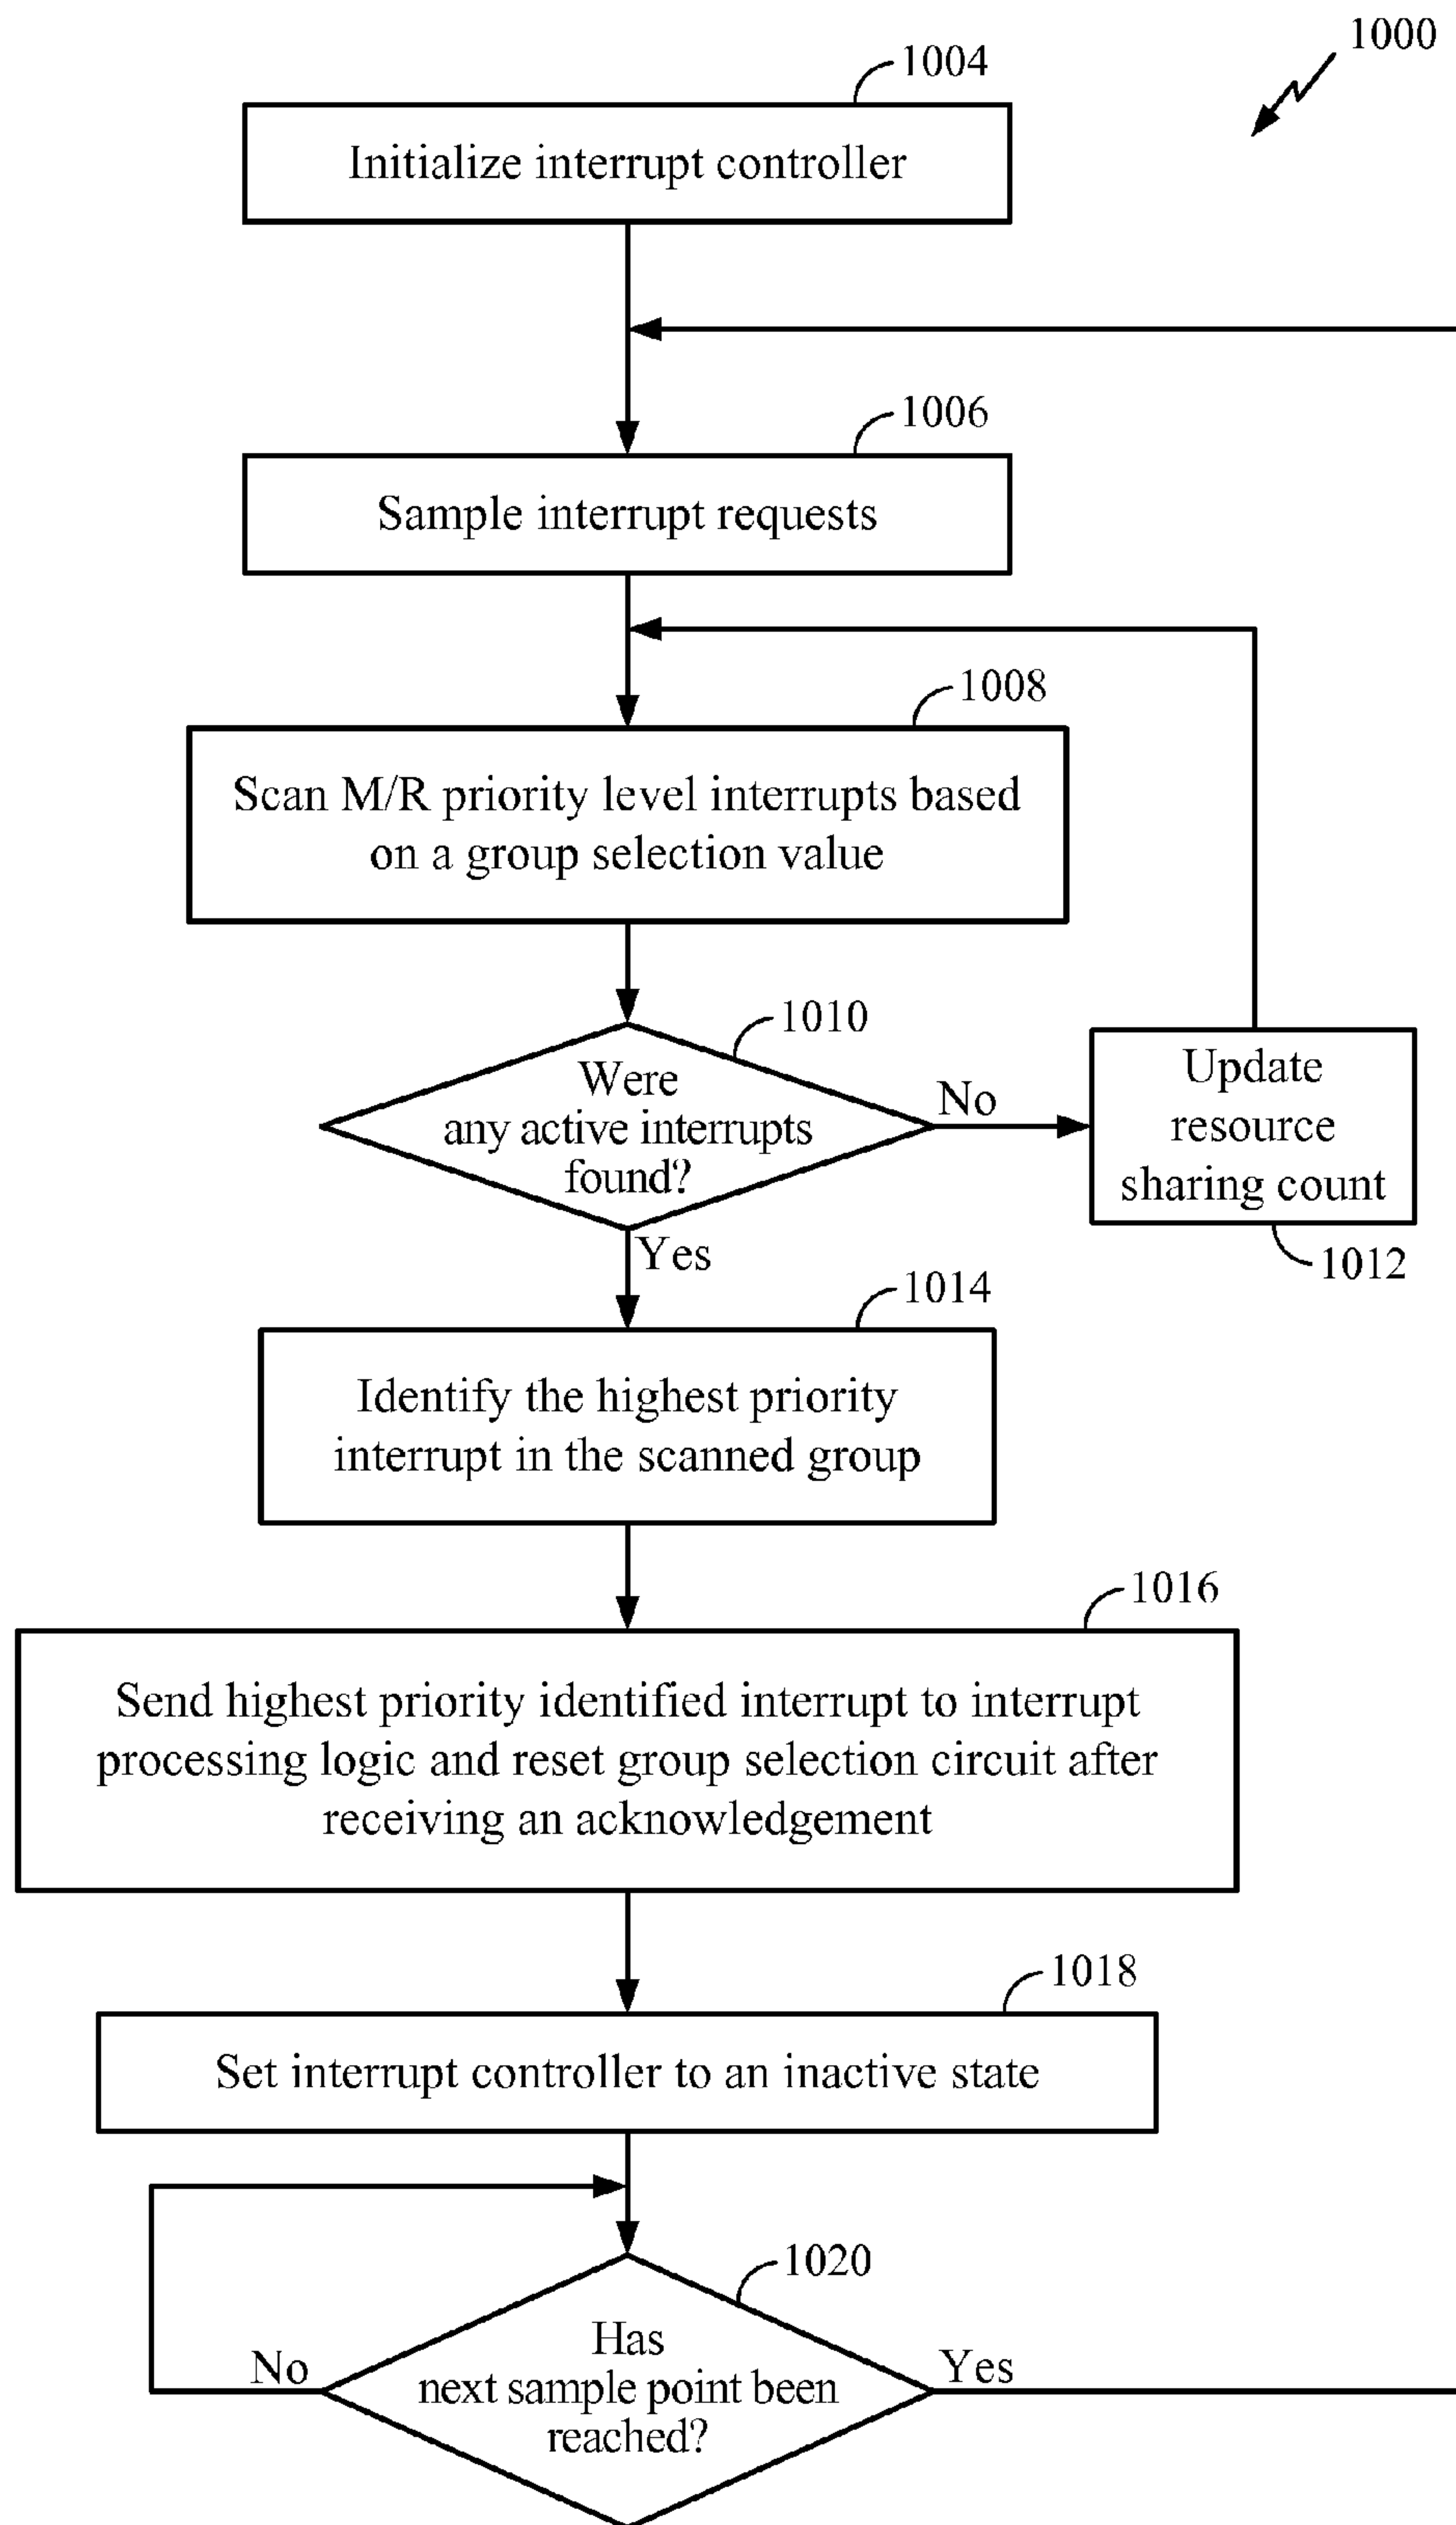 1000
1004
Initialize interrupt controller
1006
Sample interrupt requests
1008
Scan M/R priority level interrupts based
on a group selection value
1010
Were
any active interrupts
found?
No
Update
resource
sharing count
1012
Yes
1014
Identify the highest priority
interrupt in the scanned group
1016
Send highest priority identified interrupt to interrupt
processing logic and reset group selection circuit after
receiving an acknowledgement
1018
Set interrupt controller to an inactive state
1020
Has
next sample point been
reached?
No
Yes